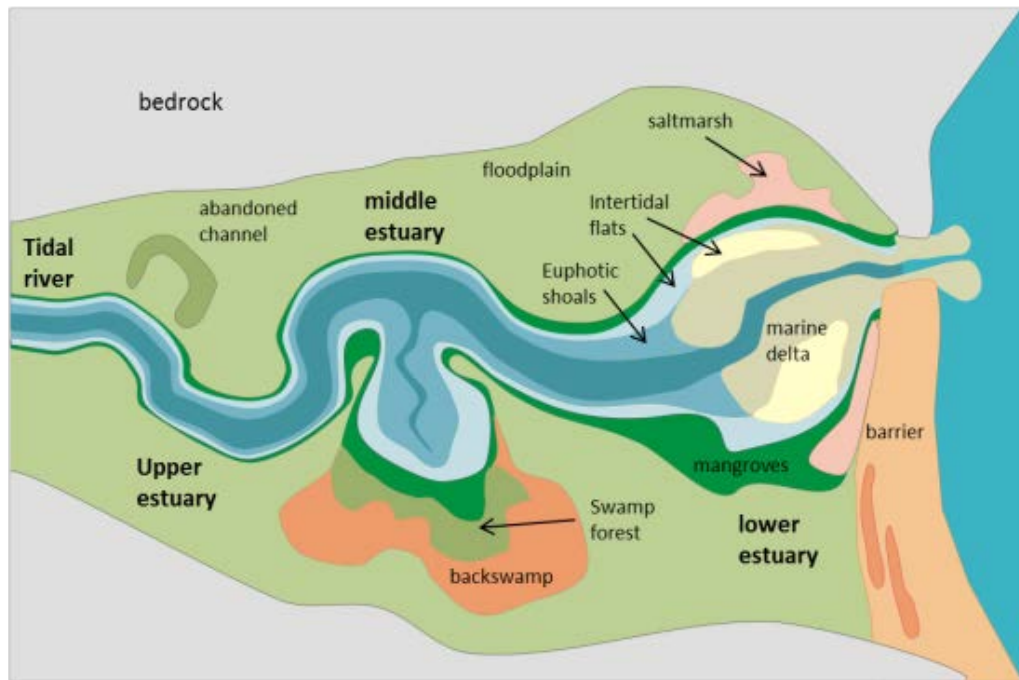 bedrock
saltmarsh
floodplain
abandoned
channel
middle
estuary
Intertidal
flats
Tidal
river
Euphotic
shoals
marine
delta
barrier
Upper
estuary
mangroves
Swamp
forest
lower
estuary
backswamp